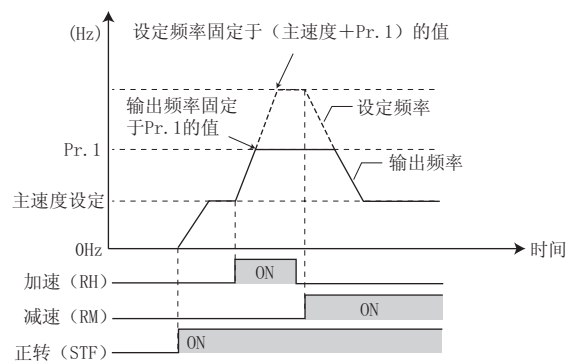 (Hz)
设定频率固定于（主速度＋Pr.1）的值
输出频率固定
于Pr.1的值
设定频率
Pr.1
输出频率
主速度设定
0Hz
时间
加速（RH）
ON
减速（RM）
ON
正转（STF）
ON